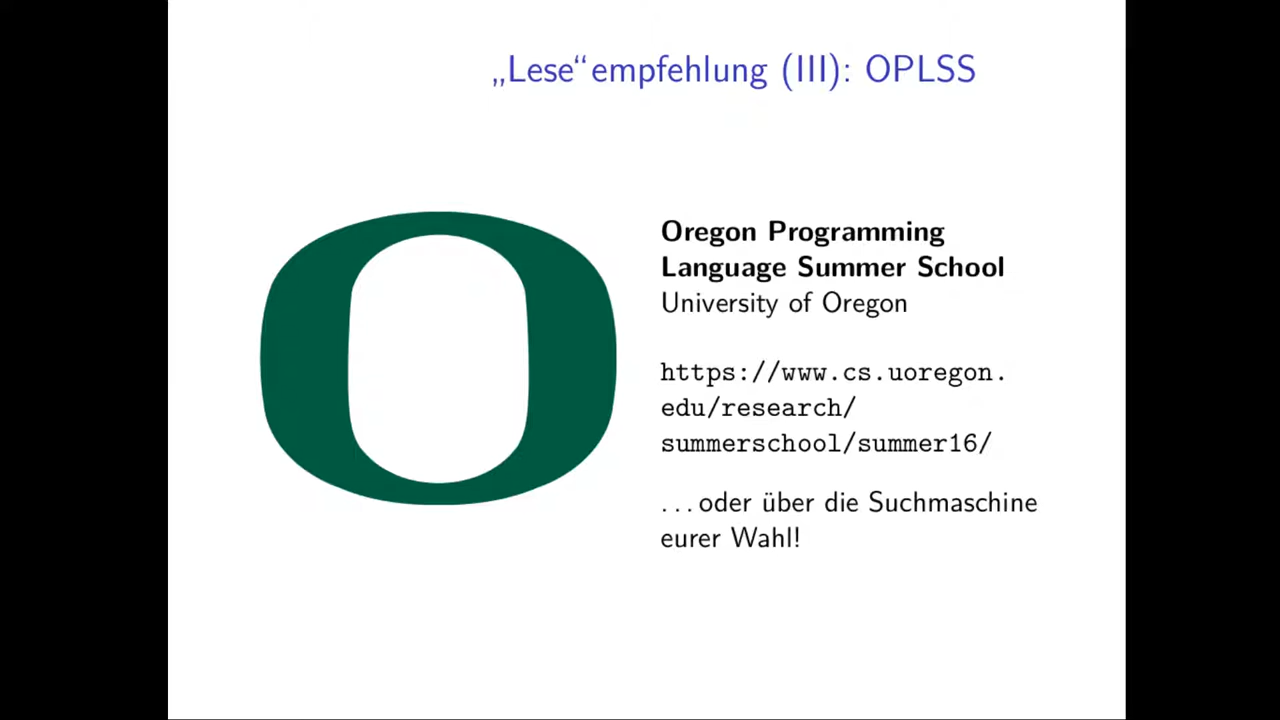 „Lese“empfehlung (III): OPLSS
O
Oregon Programming
Language Summer School
University of Oregon
https://www.cs.uoregon.
edu/research/
summerschool/summer16/
...oder über die Suchmaschine
eurer Wahl!